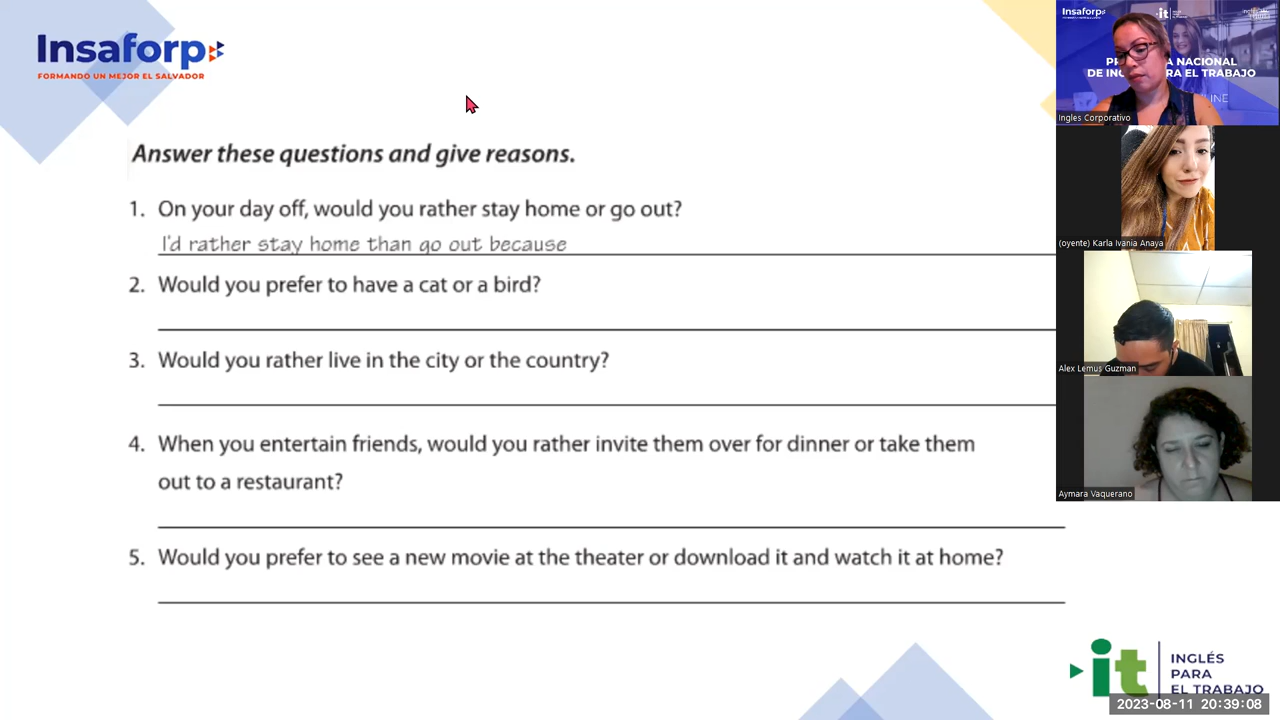 Insaforp
FORMANDO UN MEJOR EL SALVADOR
Answer these questions and give reasons.
1. On your day off, would you rather stay home or go out?
I'd rather stay home than go out because
2. Would you prefer to have a cat or a bird?
3. Would you rather live in the city or the country?
4. When you entertain friends, would you rather invite them over for dinner or take them
out to a restaurant?
5. Would you prefer to see a new movie at the theater or download it and watch it at home?
Insaforp
NACIONAL
DE PARA EL TRABAJO
Ingles Corporativo
(oyente) Karla Ivania Anaya
Alex Lemus Guzman
Aymara Vaquerano
it
INGLÉS
PARA
EL TRABAJO
2023-08-11 20:39:08